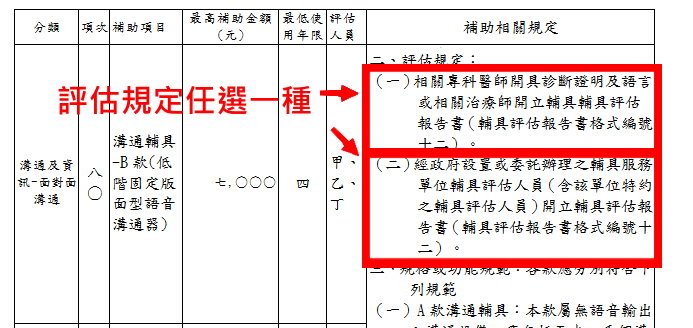 分類
項次
補助項目
最高補助金額
(元)
最低使
用年限
評估
人員
補助相關規定
溝通及資
訊-面對面
溝通
八
○
溝通輔具
-B 款(低
階固定版
面型語音
溝通器)
七,○○○
四
甲、
乙、
丁
二、評估規定：
(一)相關專科醫師開具診斷證明及語言
或相關治療師開立輔具輔具評估
報告書(輔具評估報告書格式編號
十二)。
(二)經政府設置或委託辦理之輔具服務
單位輔具評估人員(含該單位特約
之輔具評估人員)開立輔具評估報
告書(輔具評估報告書格式編號十
二)。
三、規格或功能規範：各款應分別符合下
列規範
(一)A 款溝通輔具：本款屬無語音輸出
評估規定任選一種